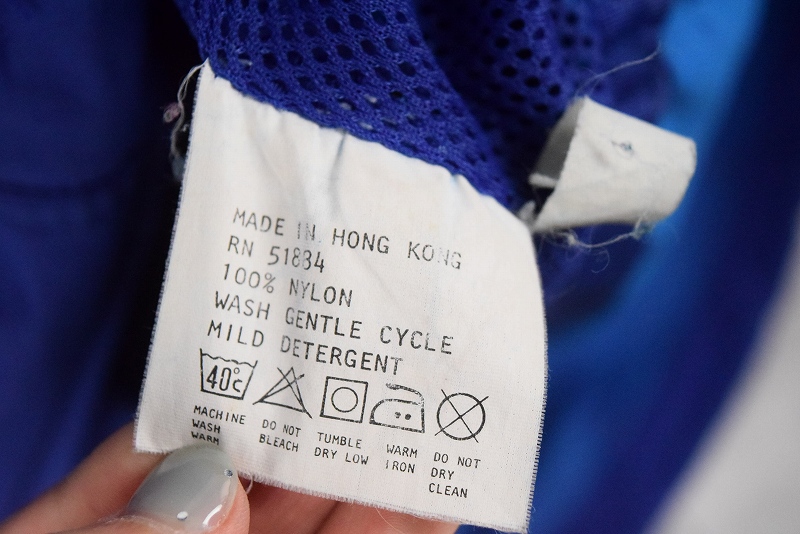 MADE IN HONG KONG
RN 51884
100% NYLON
WASH GENTLE CYCLE
MILD DETERGENT
40°C
MACHINE WASH WARM
DO NOT BLEACH
TUMBLE DRY LOW
WARM IRON
DO NOT DRY CLEAN